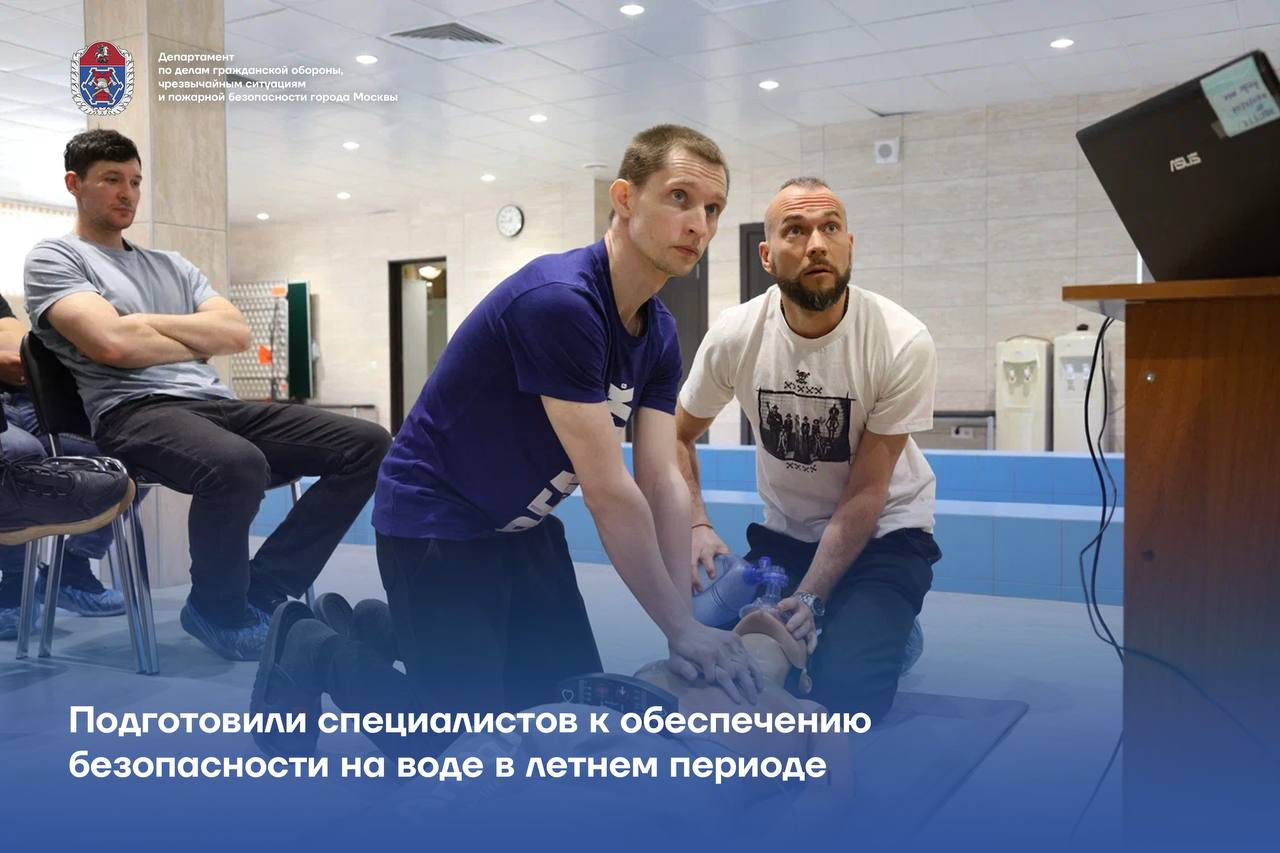 Департамент
по делам гражданской обороны,
чрезвычайным ситуациям
и пожарной безопасности города Москвы
ASUS
Подготовили специалистов к обеспечению
безопасности на воде в летнем периоде